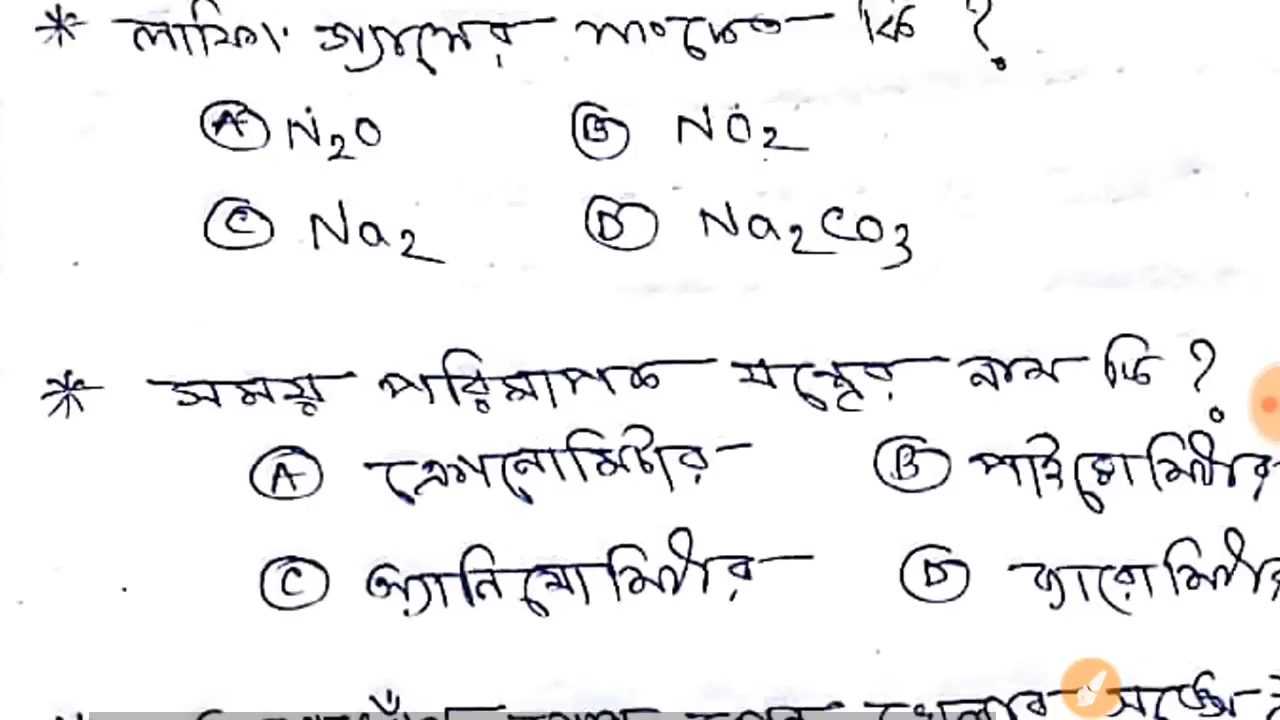 * লাফিং গ্যাসের সংকেত কি ?
A N2O B NO2
C Na2 D Na2CO3
* সময় পরিমাপক যন্ত্রের নাম কি ?
A ক্রোনোমিটার B পাইরোমিটার
C অ্যানিমোমিটার D ব্যারোমিটার